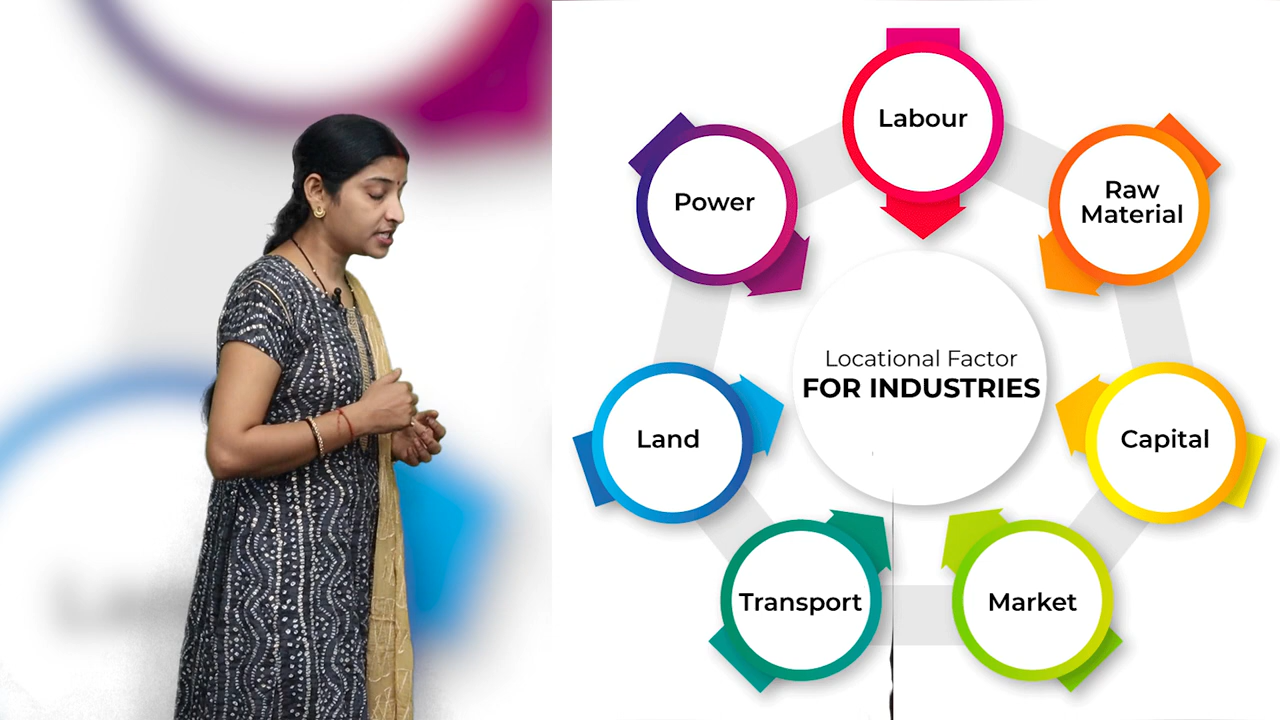 Labour
Raw
Material
Power
Locational Factor
FOR INDUSTRIES
Land
Capital
Transport
Market